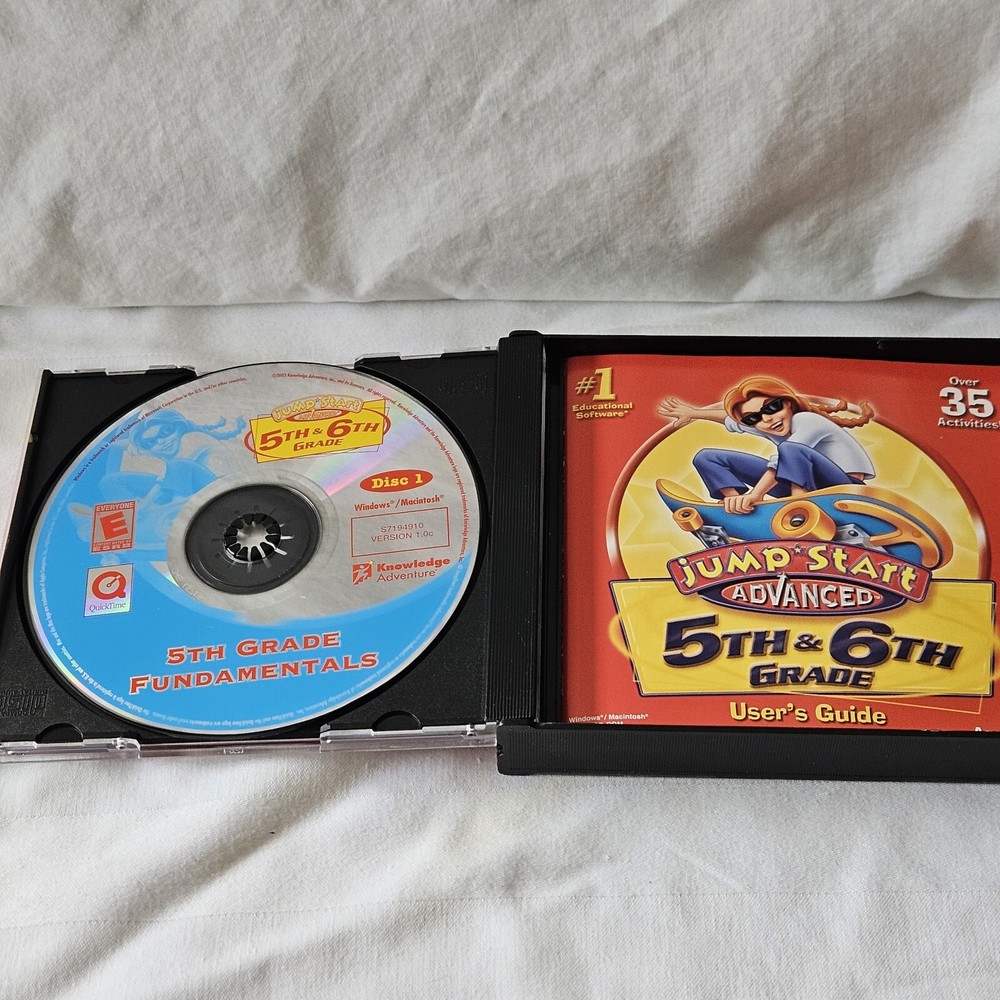 Jump★Start
ADVANCED
5TH & 6TH
GRADE
Disc 1
Windows®/Macintosh®
S7194910
VERSION 1.0c
Knowledge
Adventure®
EVERYONE
E
ESRB
QuickTime
5TH GRADE
FUNDAMENTALS
#1
Educational
Software®
Over
35
Activities!
Jump★Start
ADVANCED™
5TH & 6TH
GRADE
User's Guide
Windows®/Macintosh®